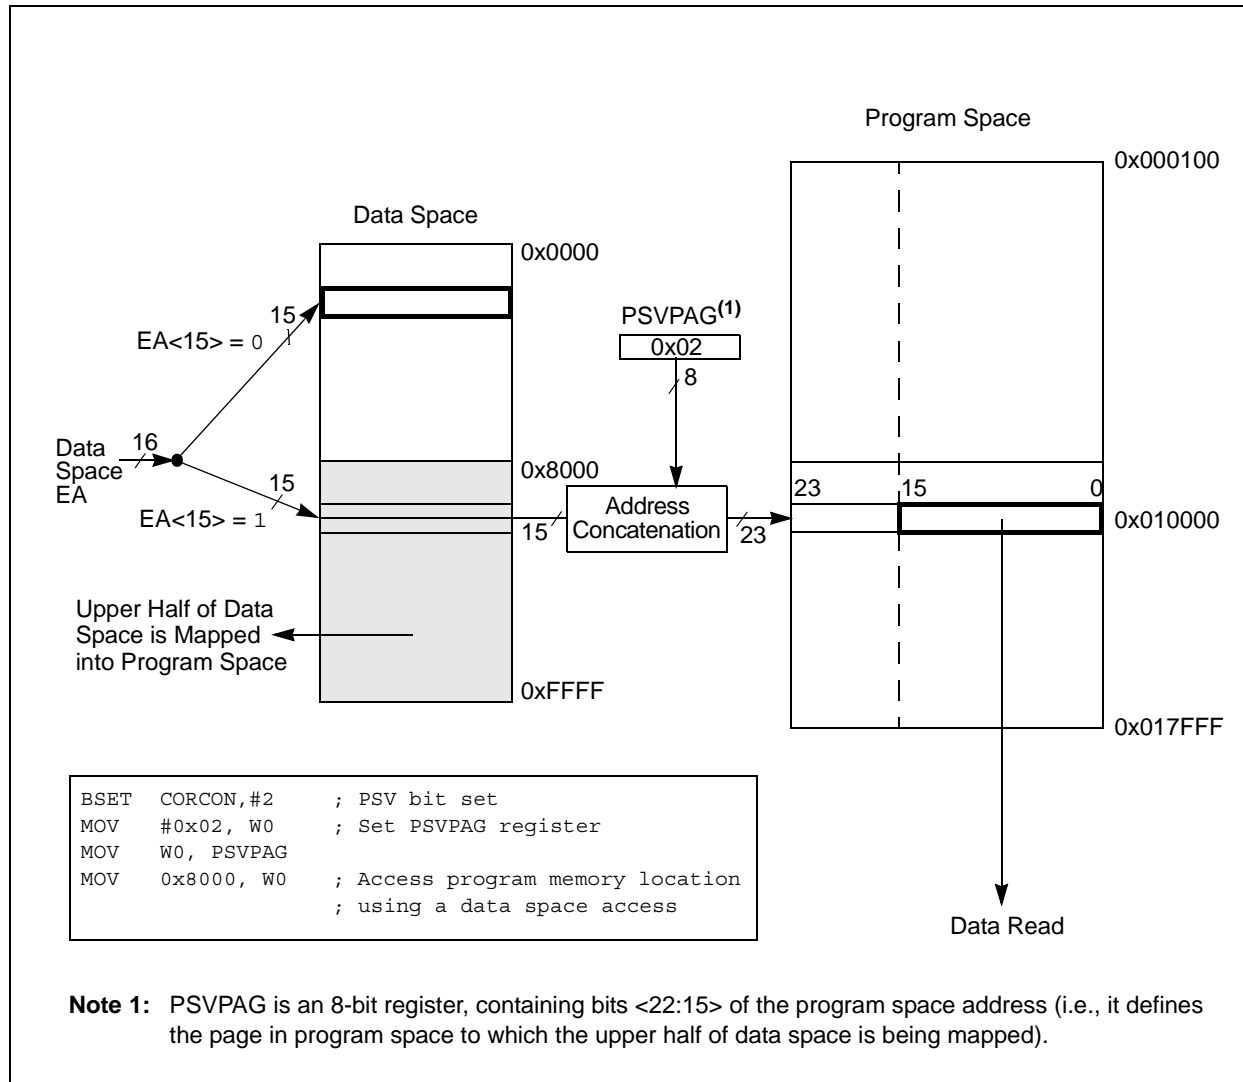 Program Space
0x000100
Data Space
0x0000
15
EA<15> = 0
PSVPAG(1)
0x02
8
16
Data
Space
EA
0x8000
15
EA<15> = 1
15
Address
Concatenation
23
23 15 0
0x010000
Upper Half of Data
Space is Mapped
into Program Space
0xFFFF
0x017FFF
BSET CORCON,#2 ; PSV bit set
MOV #0x02, W0 ; Set PSVPAG register
MOV W0, PSVPAG
MOV 0x8000, W0 ; Access program memory location
; using a data space access
Data Read
Note 1: PSVPAG is an 8-bit register, containing bits <22:15> of the program space address (i.e., it defines
the page in program space to which the upper half of data space is being mapped).